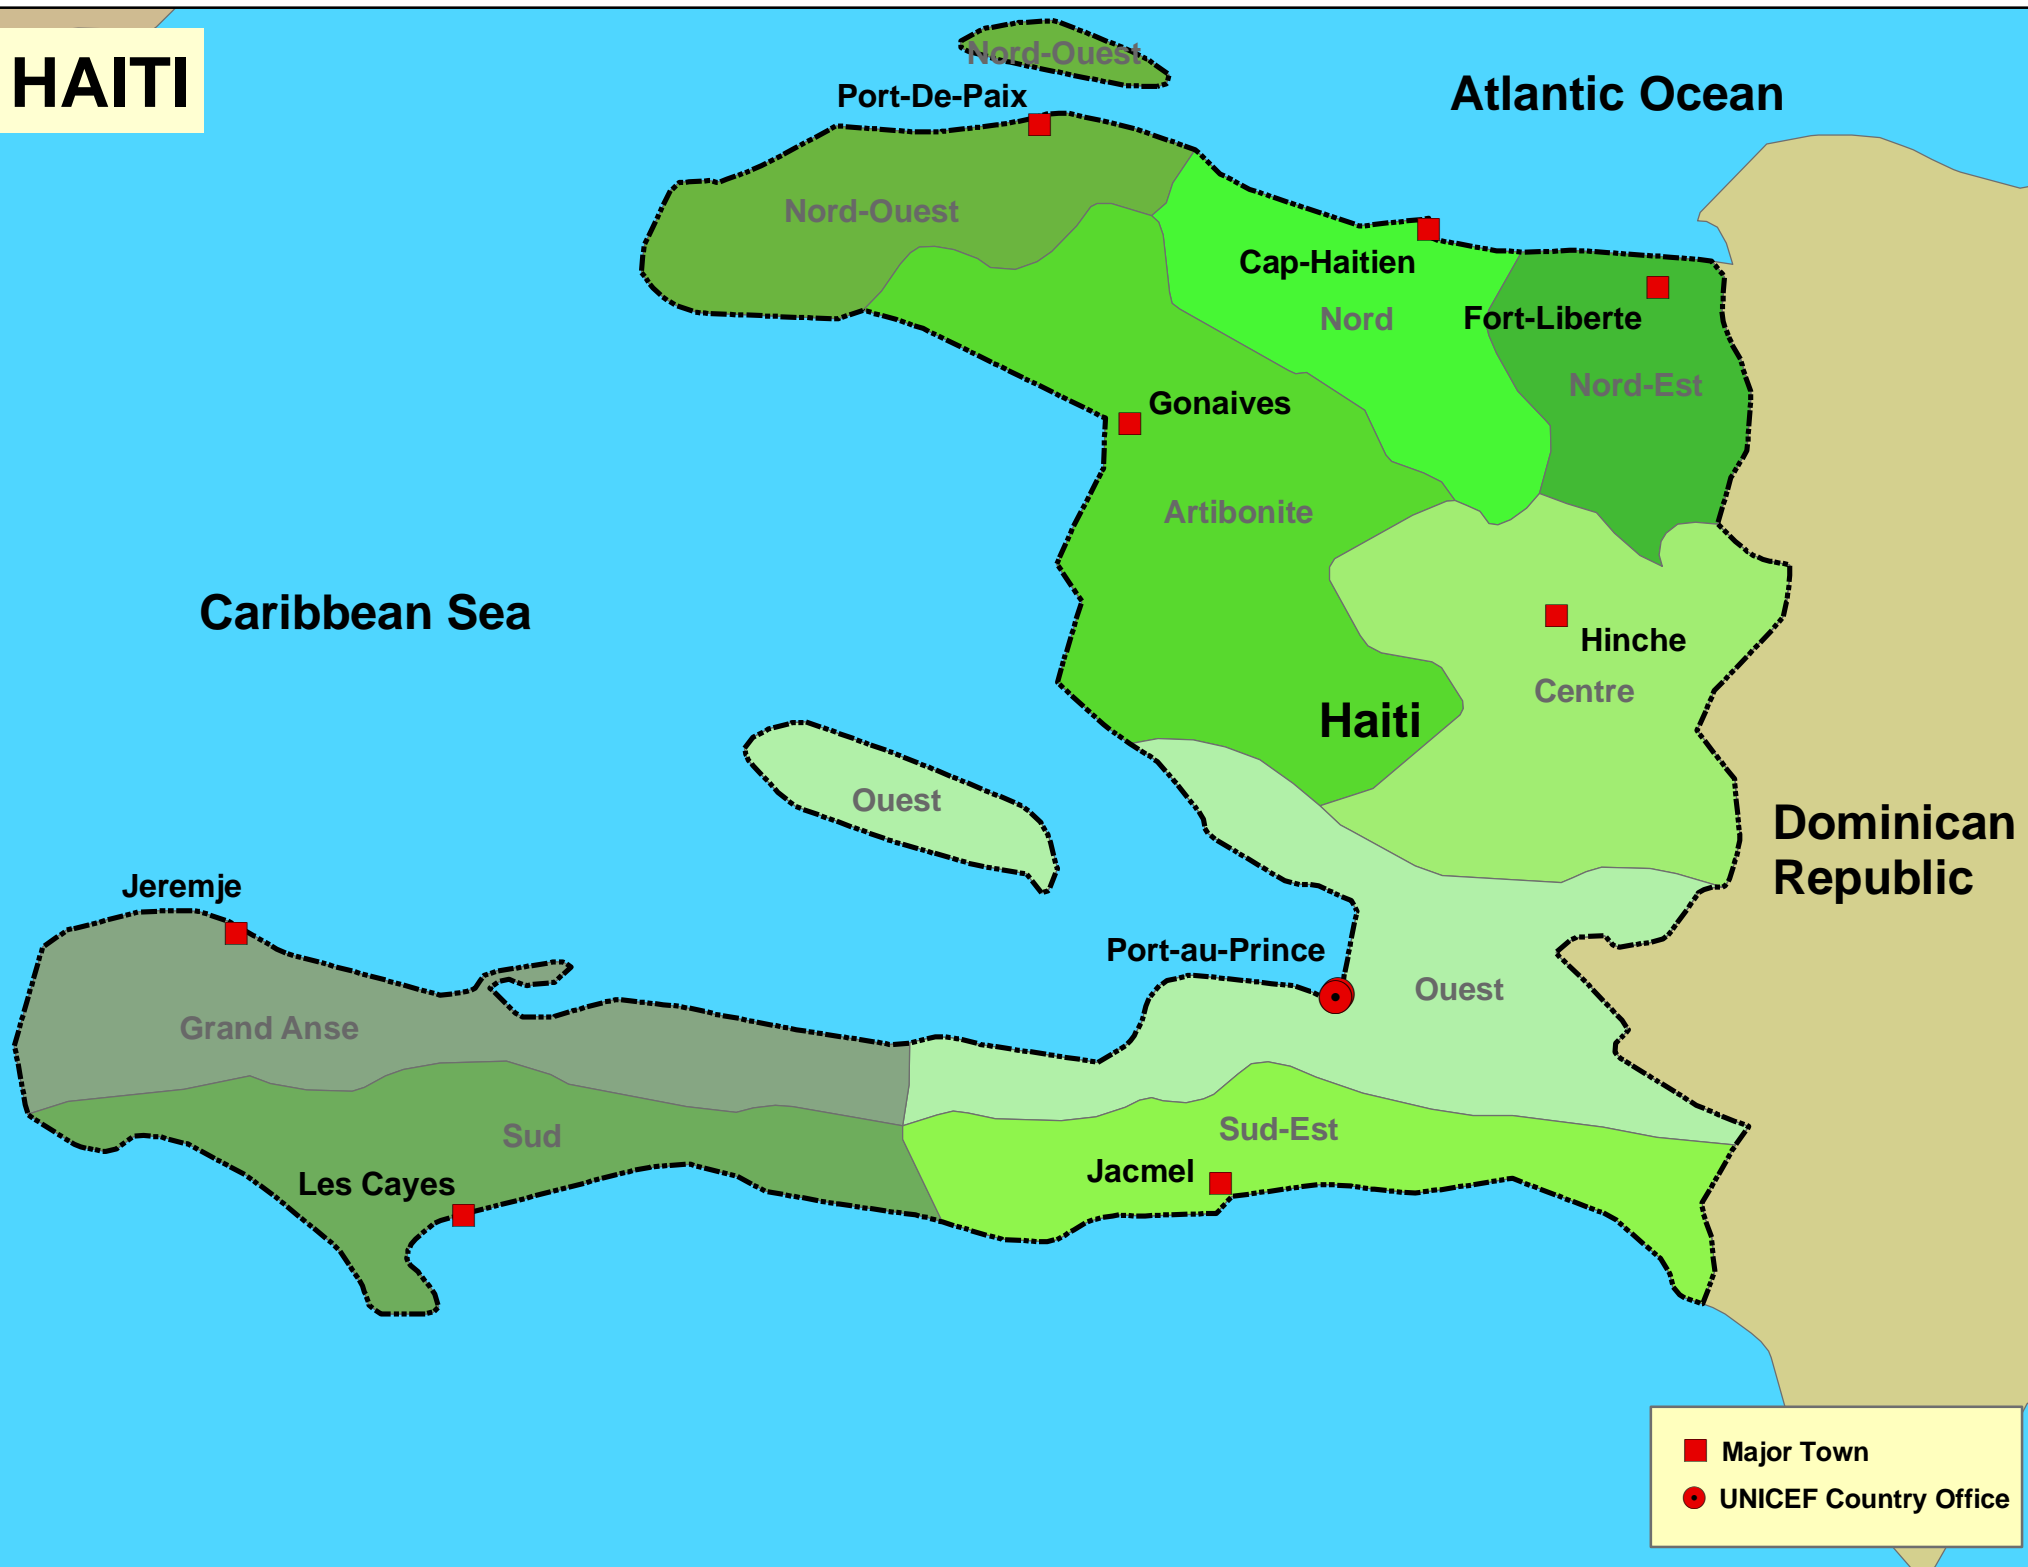 HAITI
Nord-Ouest
Atlantic Ocean
Port-De-Paix
Nord-Ouest
Cap-Haitien
Nord
Fort-Liberte
Nord-Est
Gonaives
Artibonite
Caribbean Sea
Hinche
Centre
Haiti
Ouest
Dominican
Republic
Jeremje
Port-au-Prince
Ouest
Grand Anse
Sud
Sud-Est
Jacmel
Les Cayes
Major Town
UNICEF Country Office